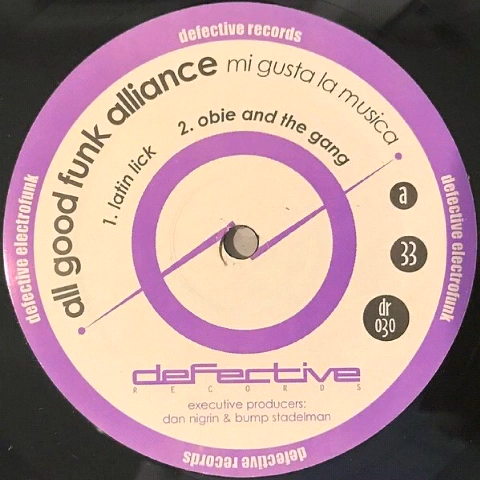 defective records
all good funk alliance mi gusta la musica
1. latin lick
2. obie and the gang
a
33
dr
030
defective electrofunk
defective electrofunk
defective
RECORDS
executive producers:
dan nigrin & bump stadelman
defective records